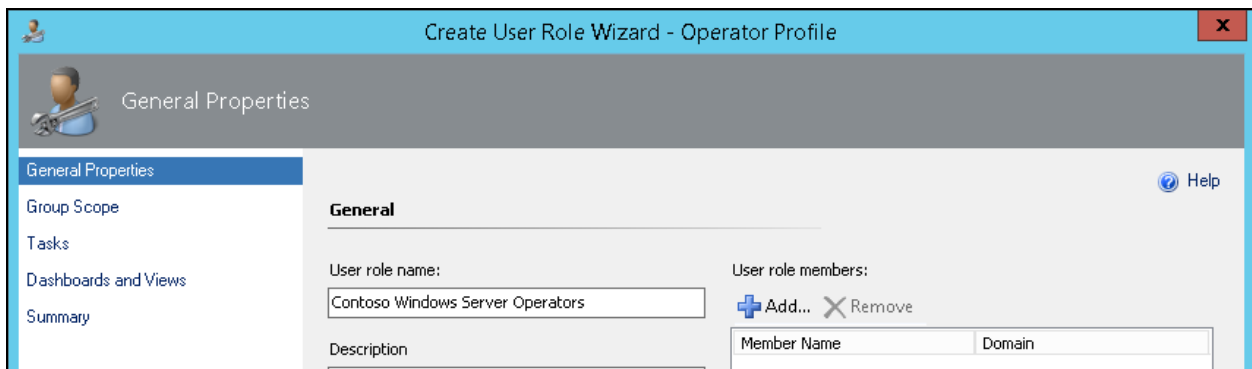 Create User Role Wizard - Operator Profile
x
General Properties
General Properties
Group Scope
Tasks
Dashboards and Views
Summary
Help
General
User role name:
Contoso Windows Server Operators
Description
User role members:
Add... Remove
Member Name Domain